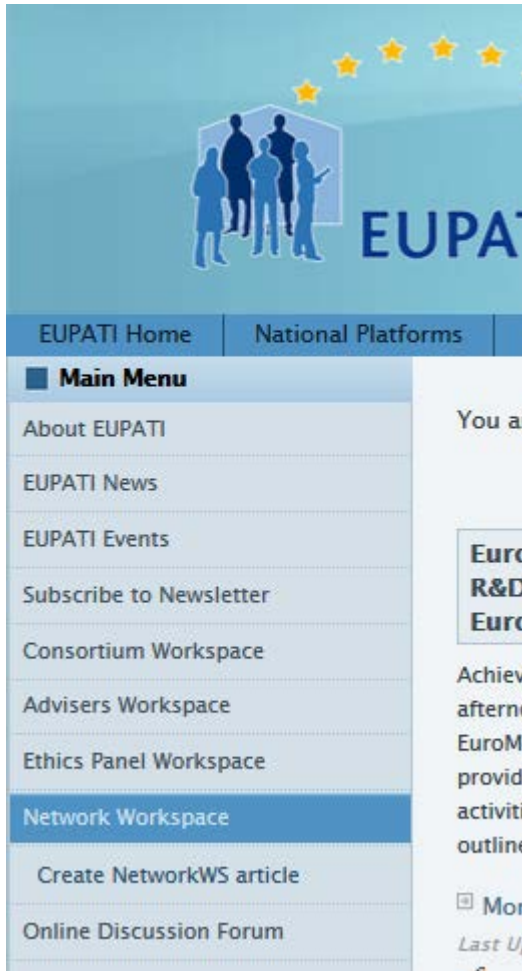 EUPAT
EUPATI Home
National Platforms
Main Menu
About EUPATI
EUPATI News
EUPATI Events
Subscribe to Newsletter
Consortium Workspace
Advisers Workspace
Ethics Panel Workspace
Network Workspace
Create NetworkWS article
Online Discussion Forum
You a
Euro
R&D
Euro
Achiev
afterno
EuroM
provid
activiti
outline
Mor
Last Up